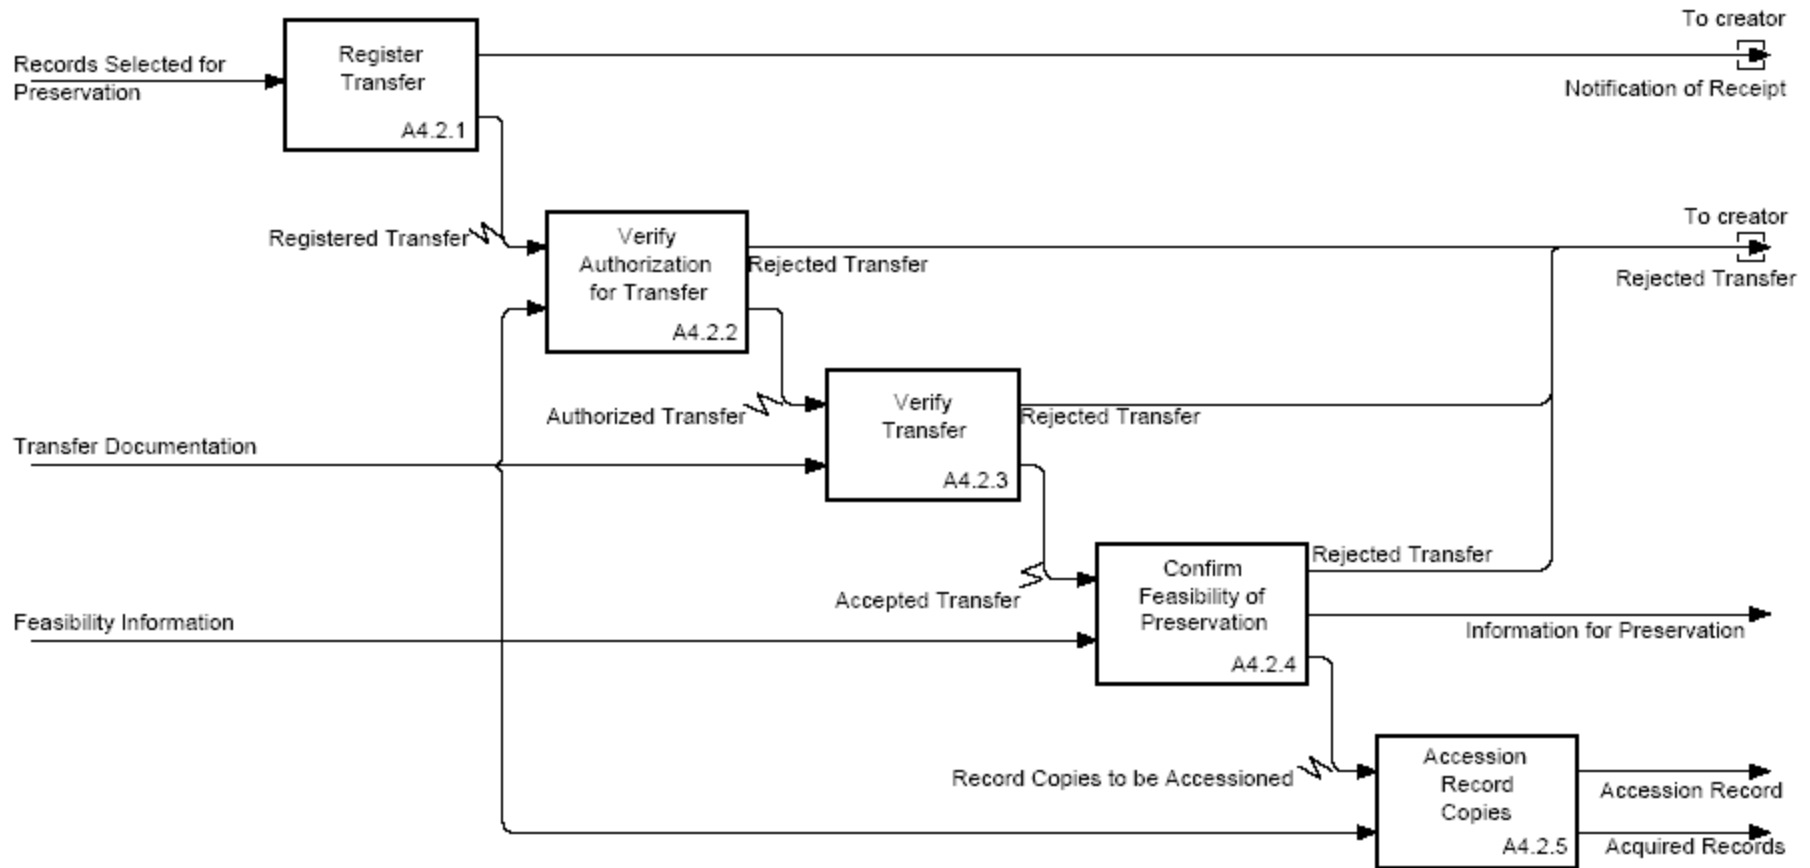 To creator
Records Selected for
Preservation
Register
Transfer
A4.2.1
Notification of Receipt
To creator
Registered Transfer
Verify
Authorization
for Transfer
A4.2.2
Rejected Transfer
Rejected Transfer
Authorized Transfer
Verify
Transfer
A4.2.3
Rejected Transfer
Transfer Documentation
Accepted Transfer
Confirm
Feasibility of
Preservation
A4.2.4
Rejected Transfer
Feasibility Information
Information for Preservation
Record Copies to be Accessioned
Accession
Record
Copies
A4.2.5
Accession Record
Acquired Records